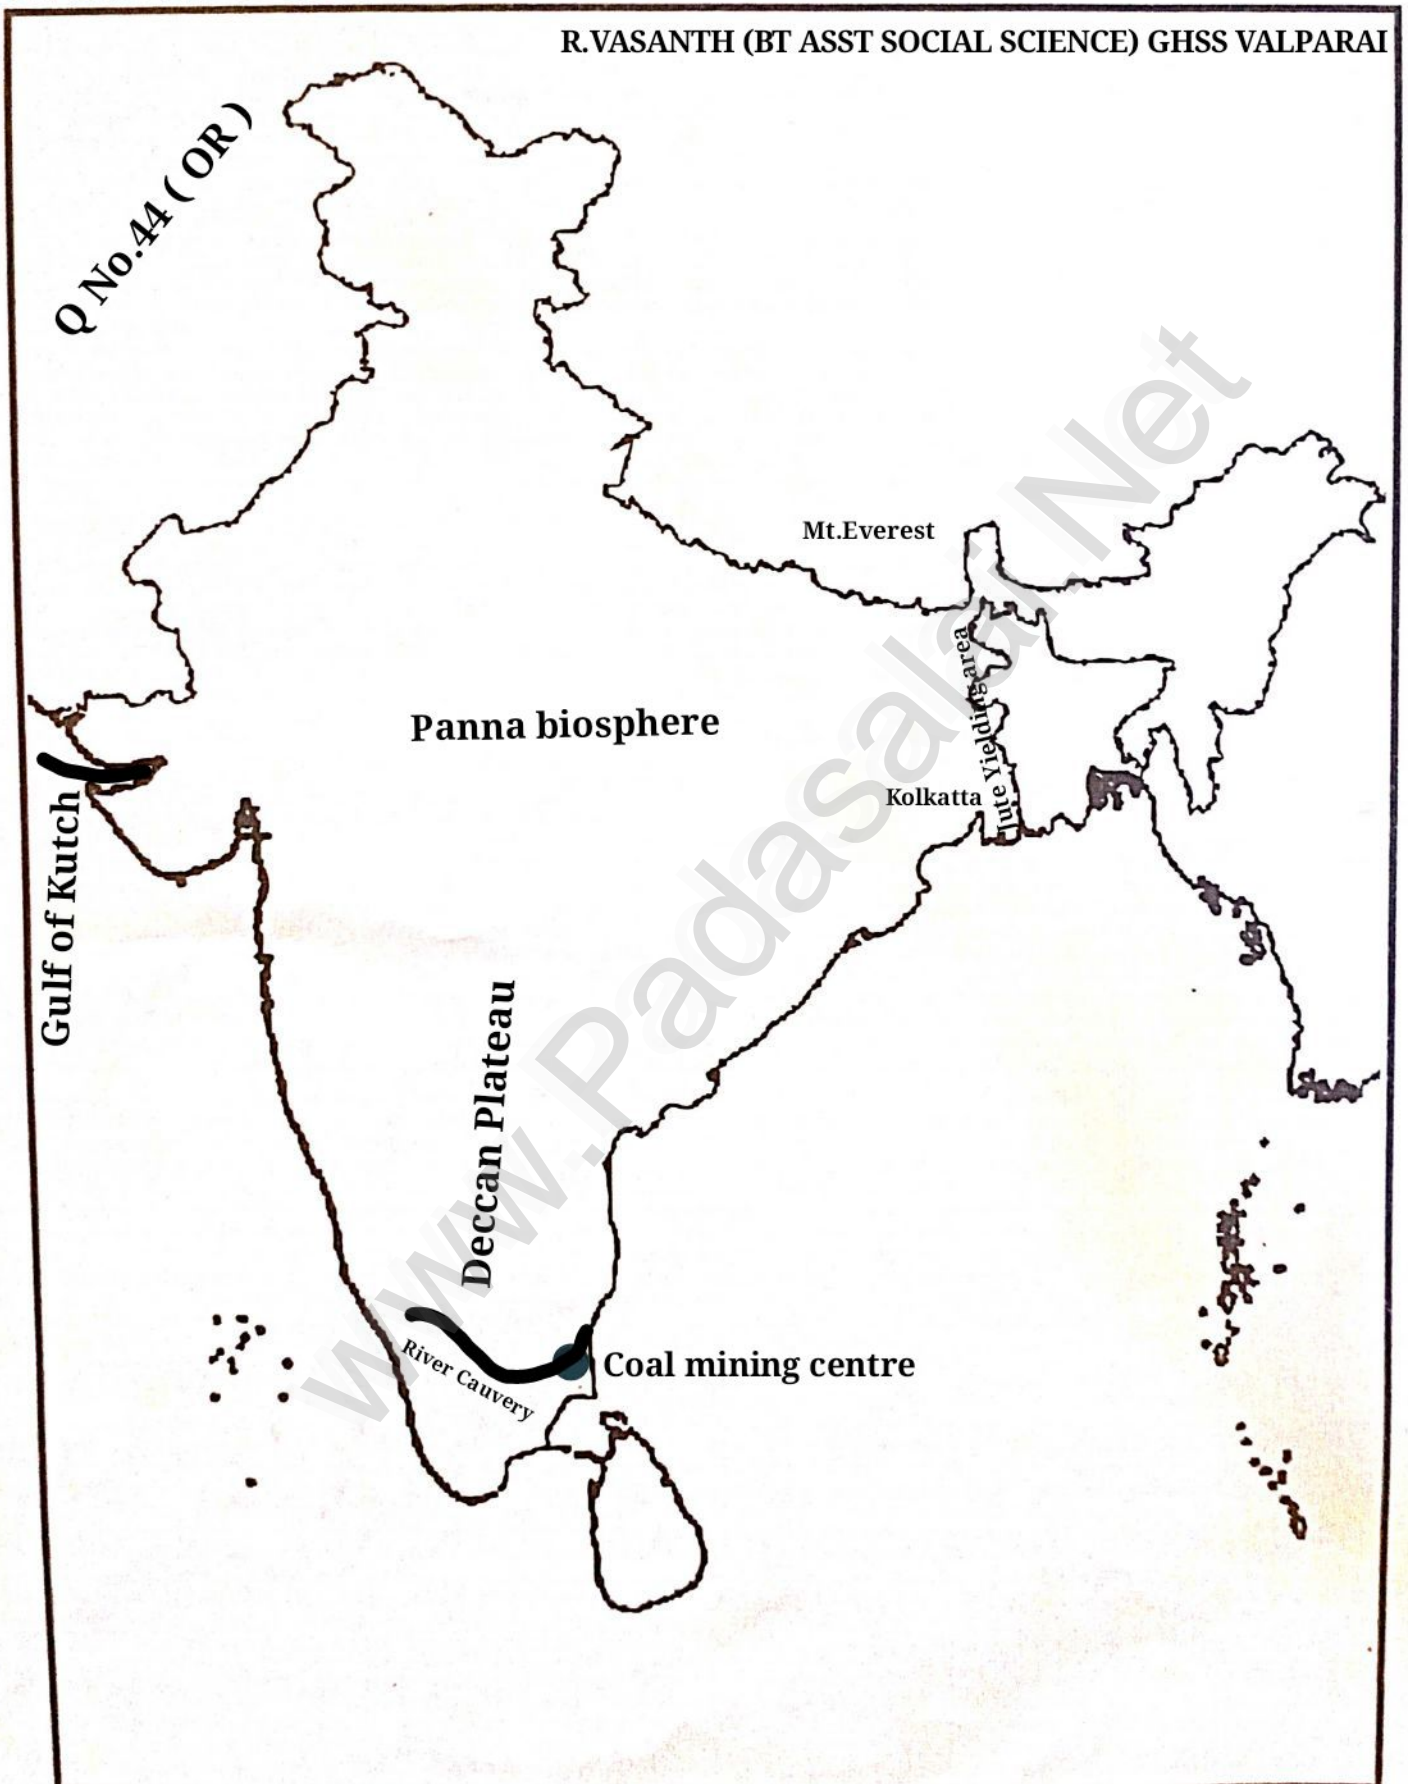 R.VASANTH (BT ASST SOCIAL SCIENCE) GHSS VALPARAI
Q No.44 ( OR )
Mt.Everest
Jute Yielding area
Panna biosphere
Kolkatta
Gulf of Kutch
Deccan Plateau
River Cauvery
Coal mining centre
www.Padasalai.Net